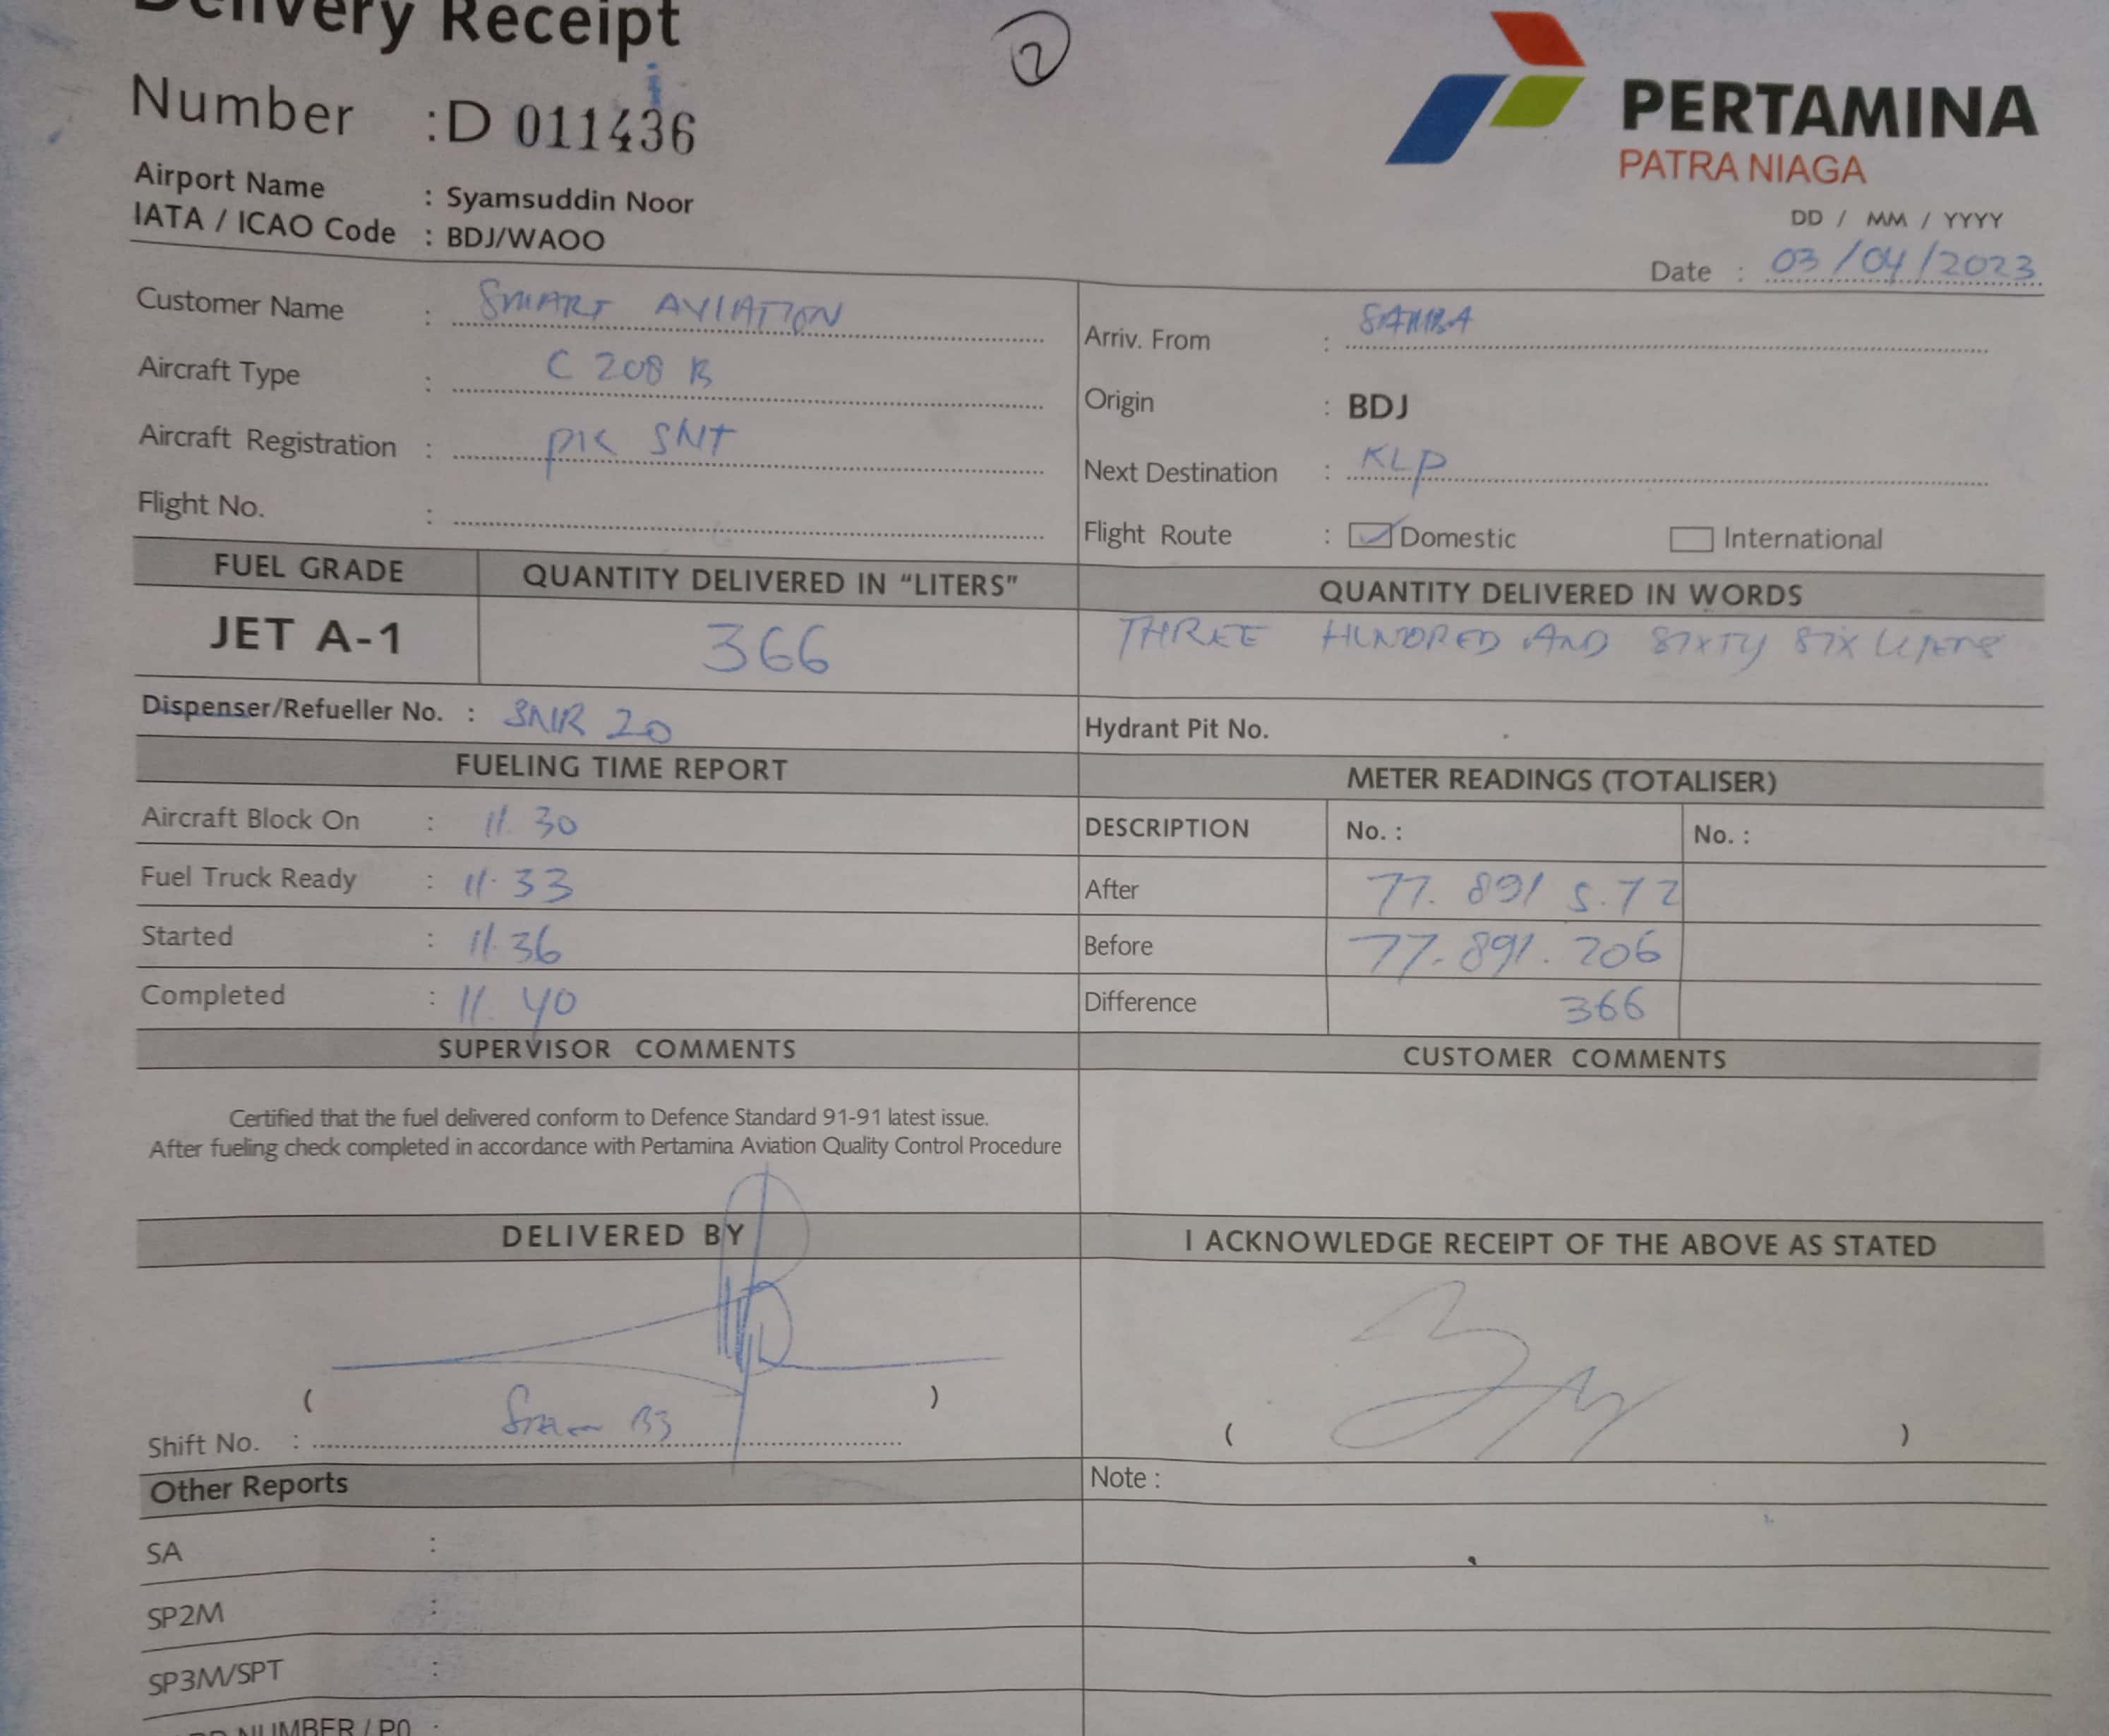 Delivery Receipt
2
Number : D 011436
PERTAMINA
PATRA NIAGA
Airport Name : Syamsuddin Noor
IATA / ICAO Code : BDJ/WAOO
DD / MM / YYYY
Date : 03/04/2023
Customer Name : SMART AVIATION
Arriv. From : SAMBA
Aircraft Type : C 208 B
Origin : BDJ
Aircraft Registration : PK SNT
Next Destination : KLP
Flight No. :
Flight Route : Domestic International
FUEL GRADE QUANTITY DELIVERED IN “LITERS” QUANTITY DELIVERED IN WORDS
JET A-1 366 THREE HUNDRED AND SIXTY SIX LITERS
Dispenser/Refueller No. : SNR 20 Hydrant Pit No.
FUELING TIME REPORT METER READINGS (TOTALISER)
Aircraft Block On : 11.30 DESCRIPTION No. : No. :
Fuel Truck Ready : 11.33 After 77.891 5.72
Started : 11.36 Before 77.891.206
Completed : 11.40 Difference 366
SUPERVISOR COMMENTS CUSTOMER COMMENTS
Certified that the fuel delivered conform to Defence Standard 91-91 latest issue.
After fueling check completed in accordance with Pertamina Aviation Quality Control Procedure
DELIVERED BY I ACKNOWLEDGE RECEIPT OF THE ABOVE AS STATED
( ) ( )
Shift No. :
Other Reports Note :
SA :
SP2M :
SP3M/SPT :
NUMBER / PO :